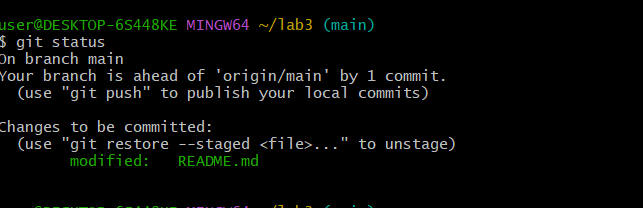 user@DESKTOP-6S448KE MINGW64 ~/lab3 (main)
$ git status
On branch main
Your branch is ahead of 'origin/main' by 1 commit.
  (use "git push" to publish your local commits)

Changes to be committed:
  (use "git restore --staged <file>..." to unstage)
        modified:   README.md